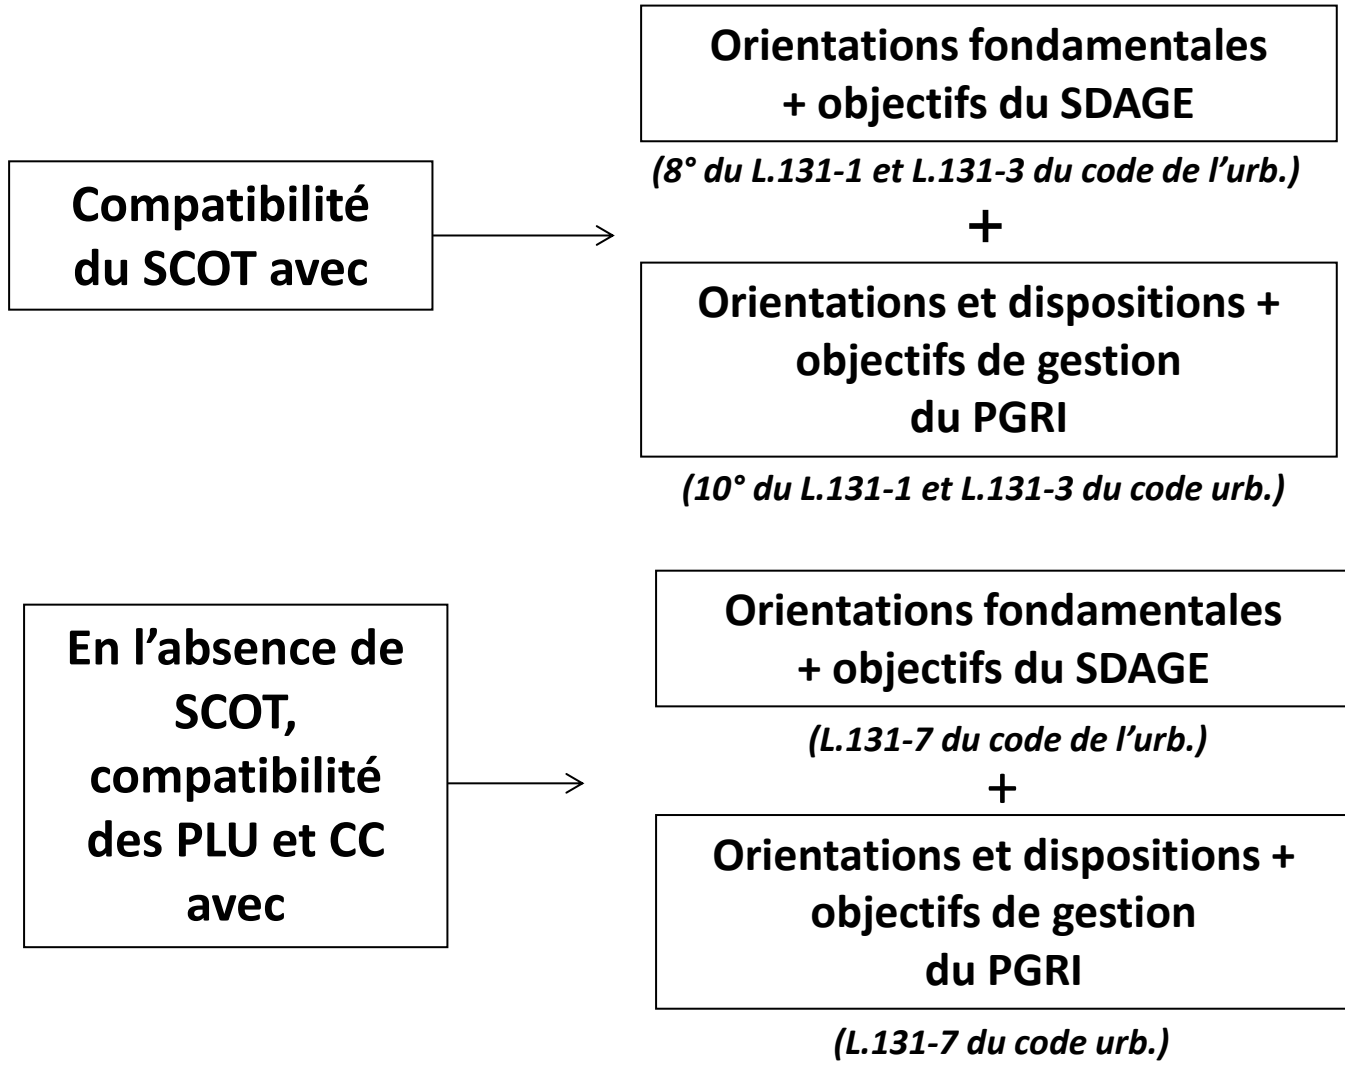 Compatibilité
du SCOT avec
Orientations fondamentales
+ objectifs du SDAGE
(8° du L.131-1 et L.131-3 du code de l’urb.)
+
Orientations et dispositions +
objectifs de gestion
du PGRI
(10° du L.131-1 et L.131-3 du code urb.)
En l’absence de
SCOT,
compatibilité
des PLU et CC
avec
Orientations fondamentales
+ objectifs du SDAGE
(L.131-7 du code de l’urb.)
+
Orientations et dispositions +
objectifs de gestion
du PGRI
(L.131-7 du code urb.)